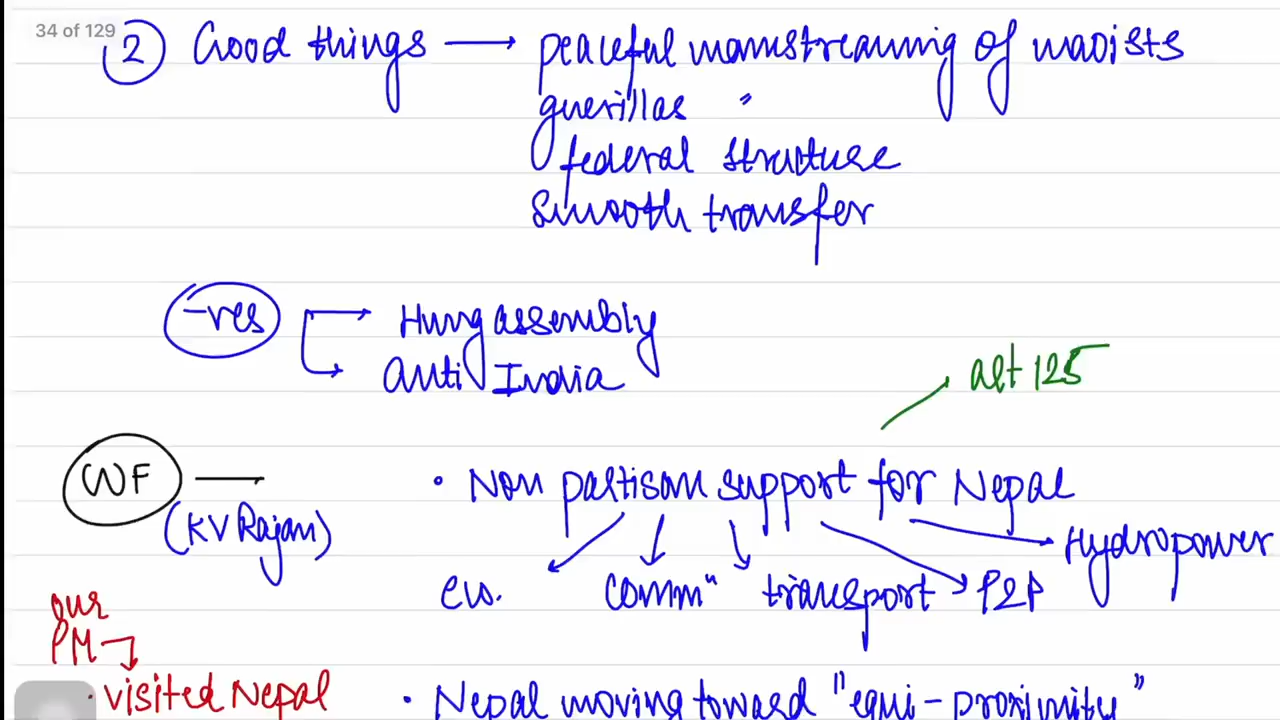 34 of 129
② Good things → peaceful mainstreaming of maoists
guerillas
federal structure
smooth transfer
-ves → Hung assembly
→ Anti India
art 125
WF — • Non partison support for Nepal
(KV Rajan)
Hydropower
eco. Comm" transport P2P
our
PM
• visited Nepal • Nepal moving toward "equi-proximity"